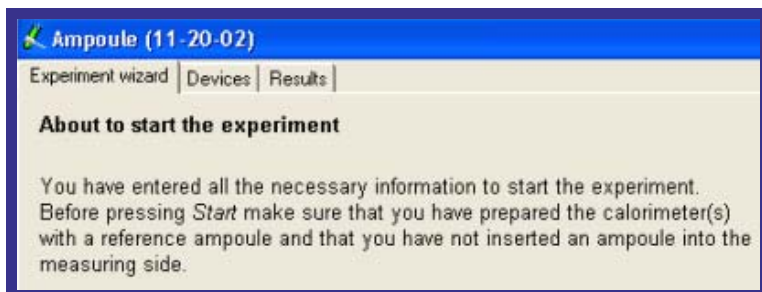 Ampoule (11-20-02)
Experiment wizard Devices Results
About to start the experiment
You have entered all the necessary information to start the experiment.
Before pressing Start make sure that you have prepared the calorimeter(s)
with a reference ampoule and that you have not inserted an ampoule into the
measuring side.